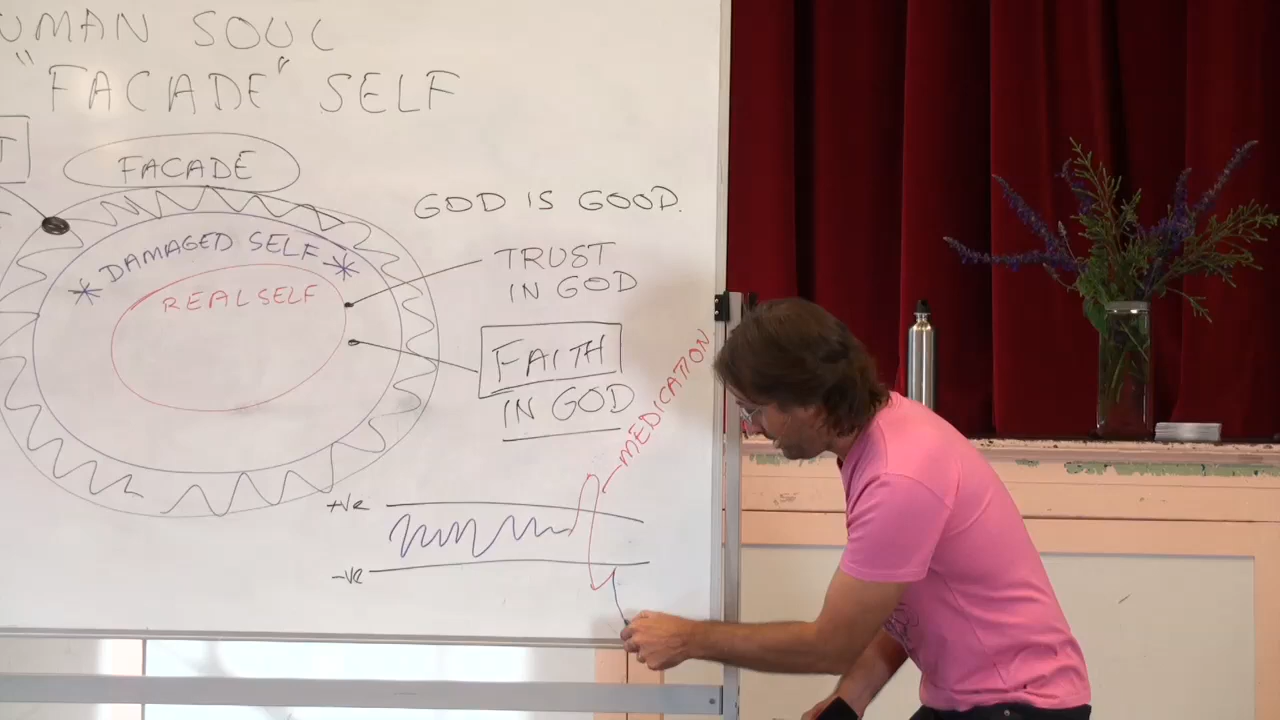 HUMAN SOUL
"FACADE" SELF
FACADE
GOD IS GOOD.
* DAMAGED SELF *
REAL SELF
TRUST
IN GOD
FAITH
IN GOD
MEDICATION
+VE
-VE